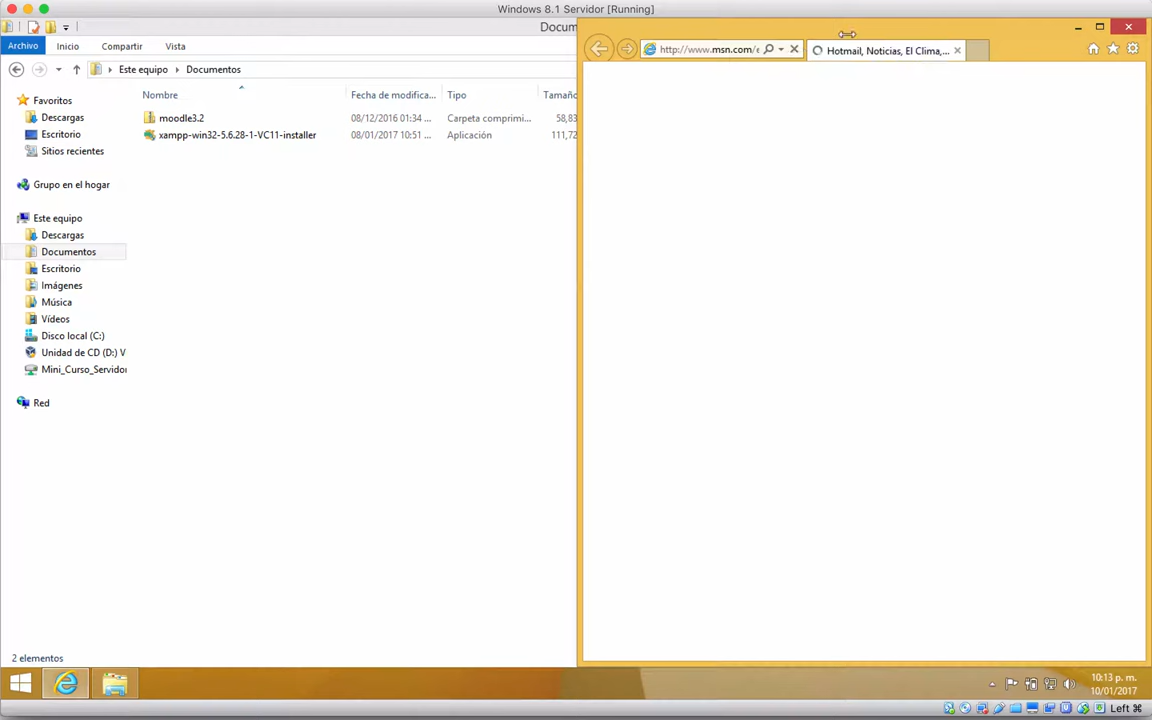 Windows 8.1 Servidor [Running]
Docum
Archivo Inicio Compartir Vista
Este equipo Documentos
http://www.msn.com/e
Hotmail, Noticias, El Clima,...
Nombre Fecha de modifica... Tipo Tamaño
moodle3.2 08/12/2016 01:34 ... Carpeta comprimi... 58,83
xampp-win32-5.6.28-1-VC11-installer 08/01/2017 10:51 ... Aplicación 111,72
Favoritos
Descargas
Escritorio
Sitios recientes
Grupo en el hogar
Este equipo
Descargas
Documentos
Escritorio
Imágenes
Música
Vídeos
Disco local (C:)
Unidad de CD (D:) V
Mini_Curso_Servidor
Red
2 elementos
10:13 p. m.
10/01/2017
Left ⌘